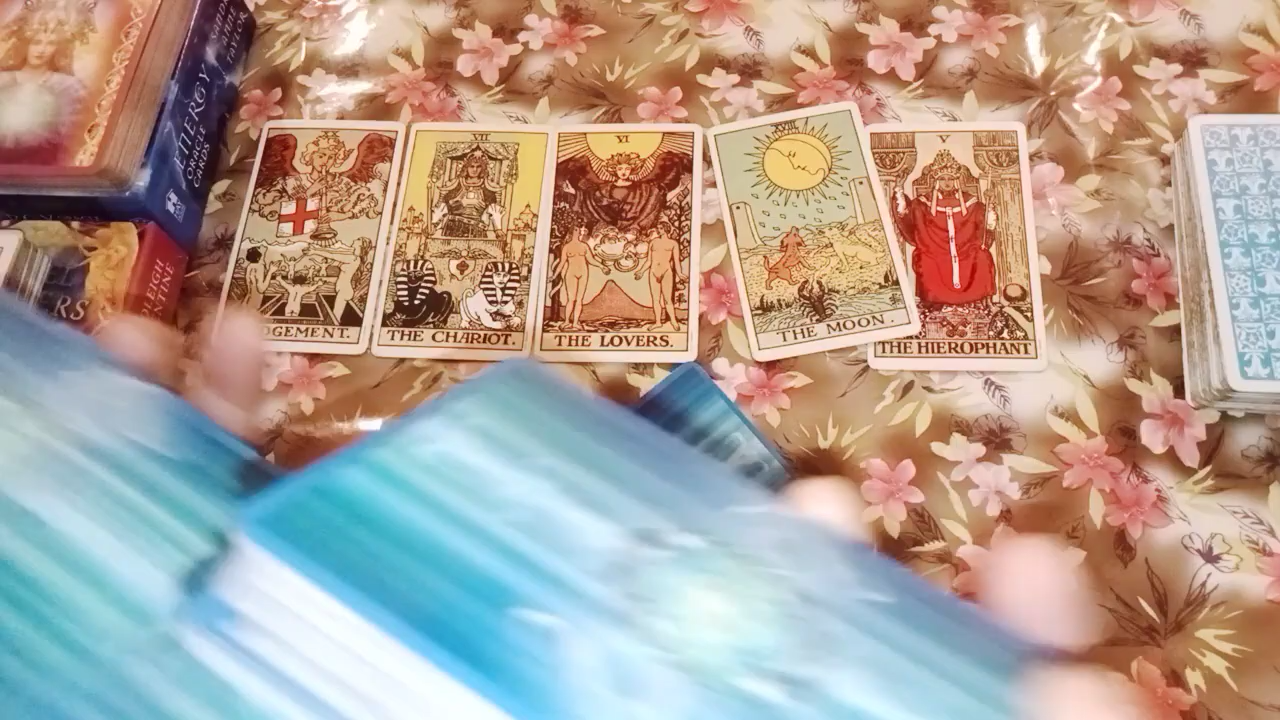 ENERGY
ORACLE
CARDS
VII
VI
XVIII
V
JUDGEMENT.
THE CHARIOT.
THE LOVERS.
THE MOON.
THE HIEROPHANT